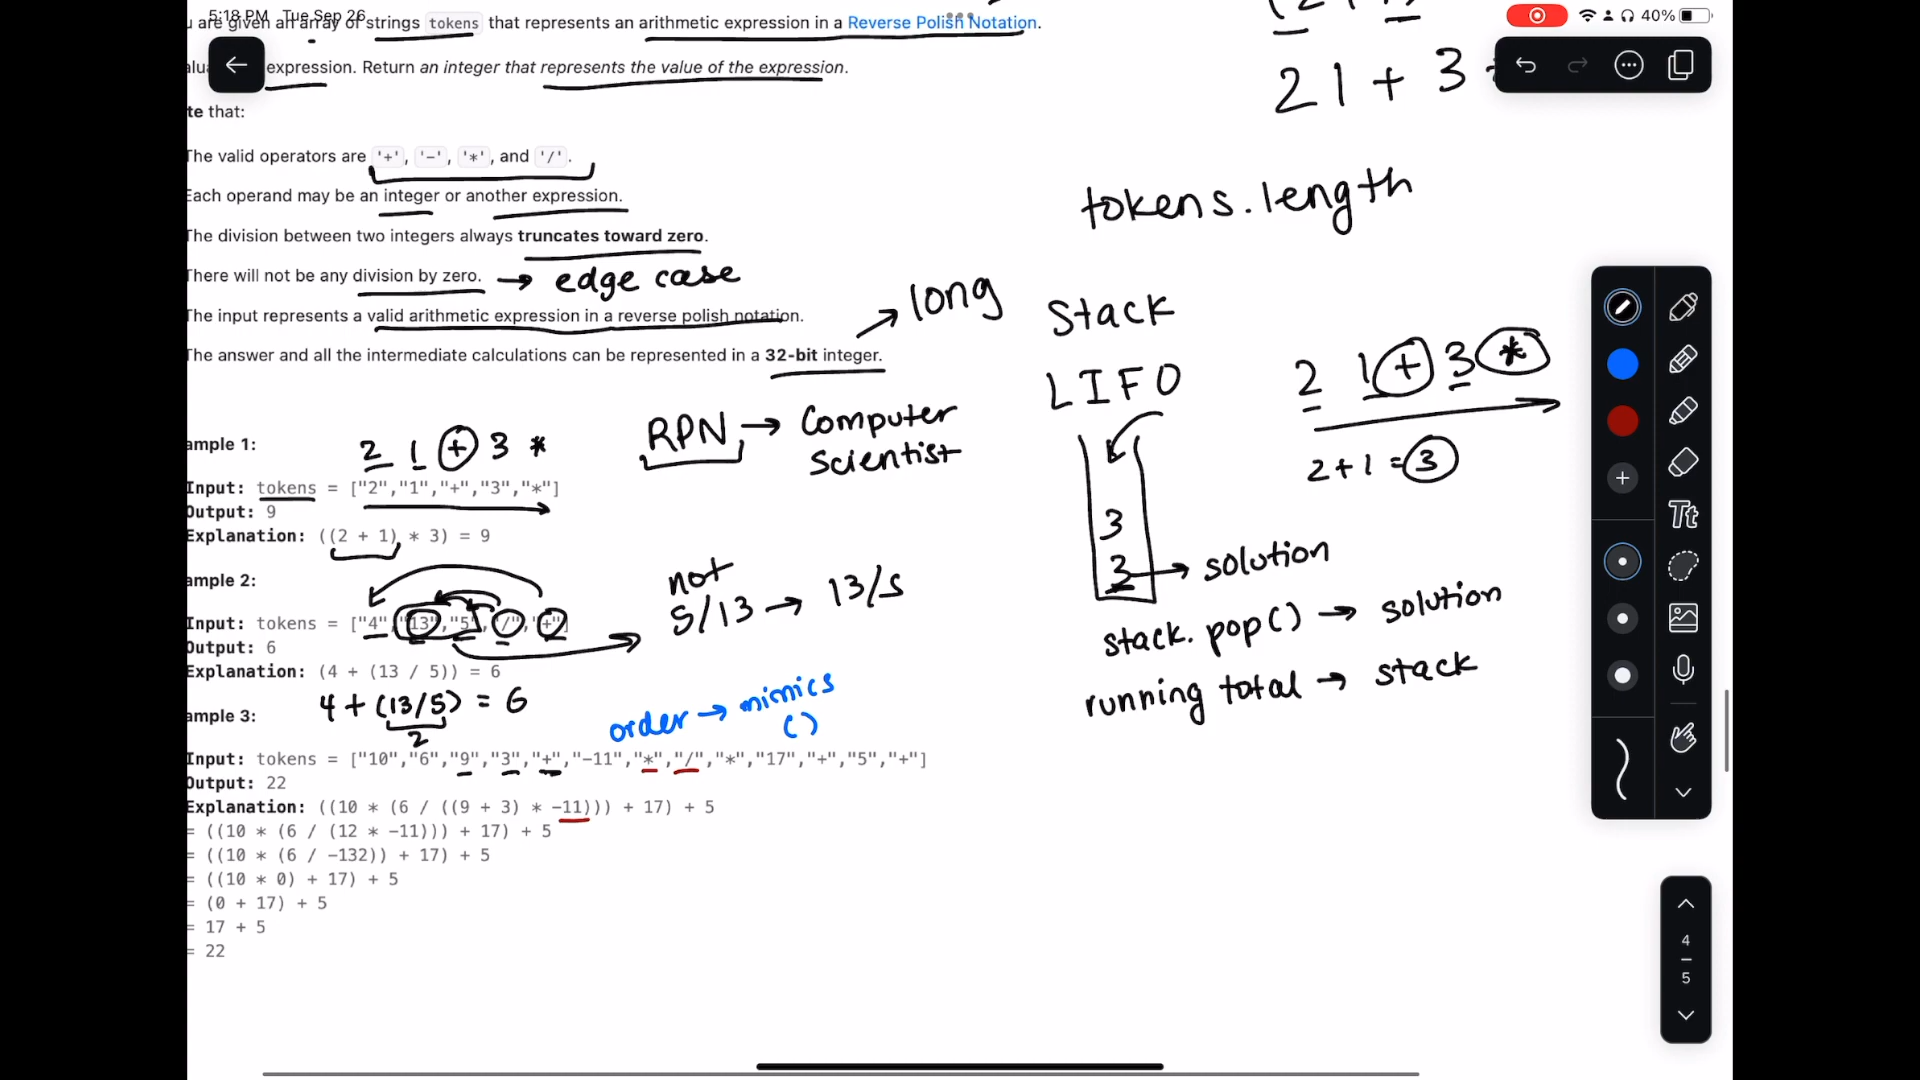 5:18 PM Tue Sep 26
40%
u are given an array of strings tokens that represents an arithmetic expression in a Reverse Polish Notation.
alua expression. Return an integer that represents the value of the expression.
te that:
The valid operators are '+', '-', '*', and '/'.
Each operand may be an integer or another expression.
The division between two integers always truncates toward zero.
There will not be any division by zero. → edge case
The input represents a valid arithmetic expression in a reverse polish notation.
→ long
The answer and all the intermediate calculations can be represented in a 32-bit integer.
RPN → Computer
Scientist
ample 1:
2 1 + 3 *
Input: tokens = ["2","1","+","3","*"]
Output: 9
Explanation: ((2 + 1) * 3) = 9
ample 2:
not
5/13 → 13/5
Input: tokens = ["4","13","5","/","+"]
Output: 6
Explanation: (4 + (13 / 5)) = 6
4 + (13/5) = 6
2
ample 3:
order → mimics
()
Input: tokens = ["10","6","9","3","+","-11","*","/","*","17","+","5","+"]
Output: 22
Explanation: ((10 * (6 / ((9 + 3) * -11))) + 17) + 5
= ((10 * (6 / (12 * -11))) + 17) + 5
= ((10 * (6 / -132)) + 17) + 5
= ((10 * 0) + 17) + 5
= (0 + 17) + 5
= 17 + 5
= 22
21 + 3
tokens.length
Stack
LIFO
2 1 + 3 *
2 + 1 = 3
3
3 → solution
stack.pop() → solution
running total → stack
Tt
4
5